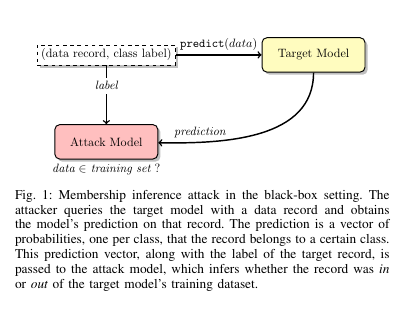 (data record, class label)
predict(data)
Target Model
label
prediction
Attack Model
data ∈ training set ?
Fig. 1: Membership inference attack in the black-box setting. The
attacker queries the target model with a data record and obtains
the model's prediction on that record. The prediction is a vector of
probabilities, one per class, that the record belongs to a certain class.
This prediction vector, along with the label of the target record, is
passed to the attack model, which infers whether the record was in
or out of the target model's training dataset.